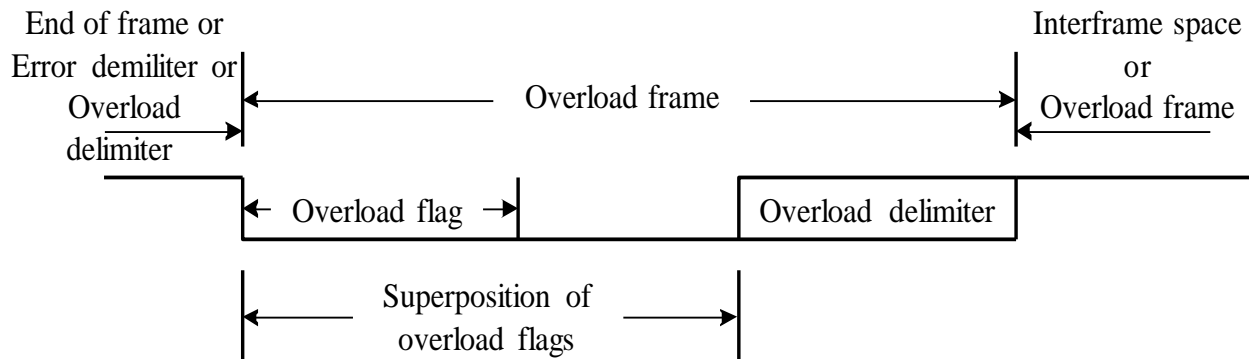 End of frame or
Error demiliter or
Overload
delimiter
Overload frame
Interframe space
or
Overload frame
Overload flag
Overload delimiter
Superposition of
overload flags